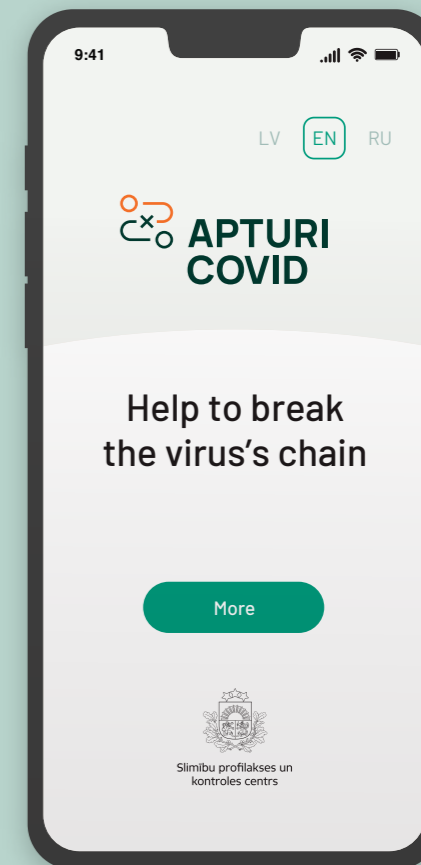 9:41
LV EN RU
APTURI
COVID
Help to break
the virus’s chain
More
Slimību profilakses un
kontroles centrs